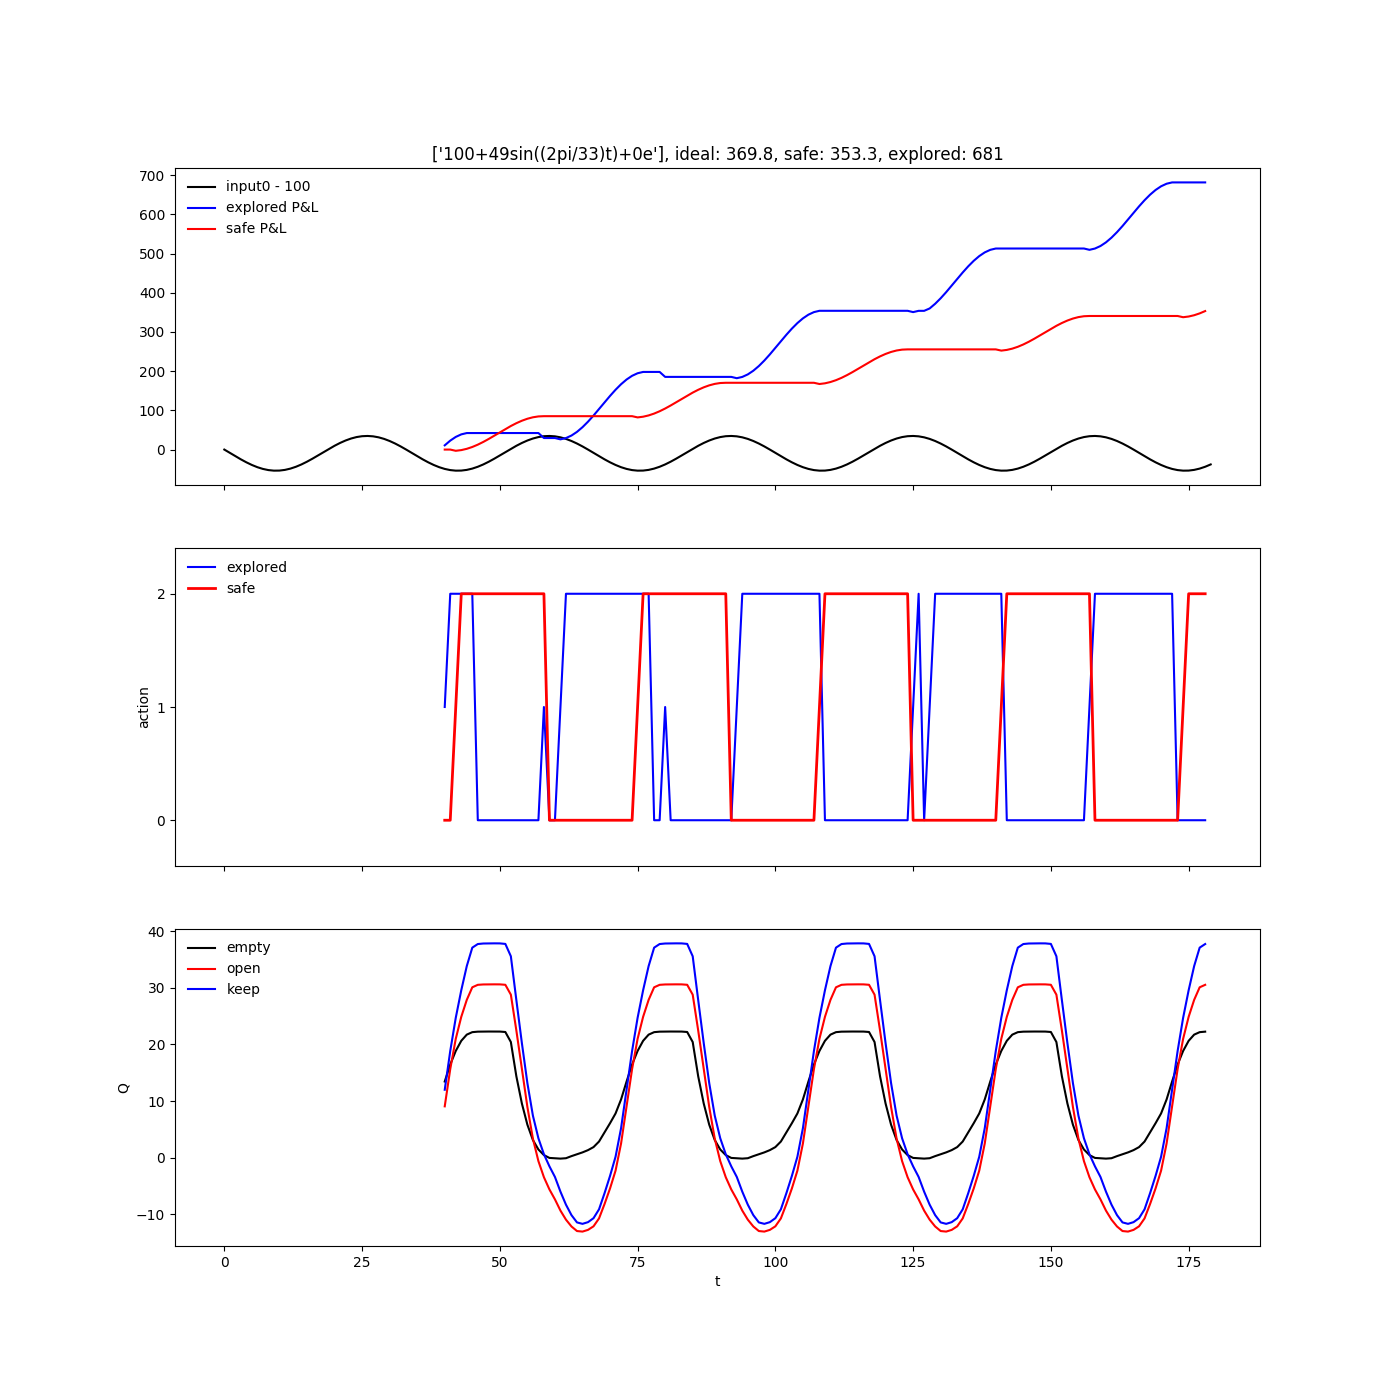 ['100+49sin((2pi/33)t)+0e'], ideal: 369.8, safe: 353.3, explored: 681
700
600
500
400
300
200
100
0
input0 - 100
explored P&L
safe P&L
action
2
1
0
explored
safe
Q
40
30
20
10
0
−10
empty
open
keep
0 25 50 75 100 125 150 175
t